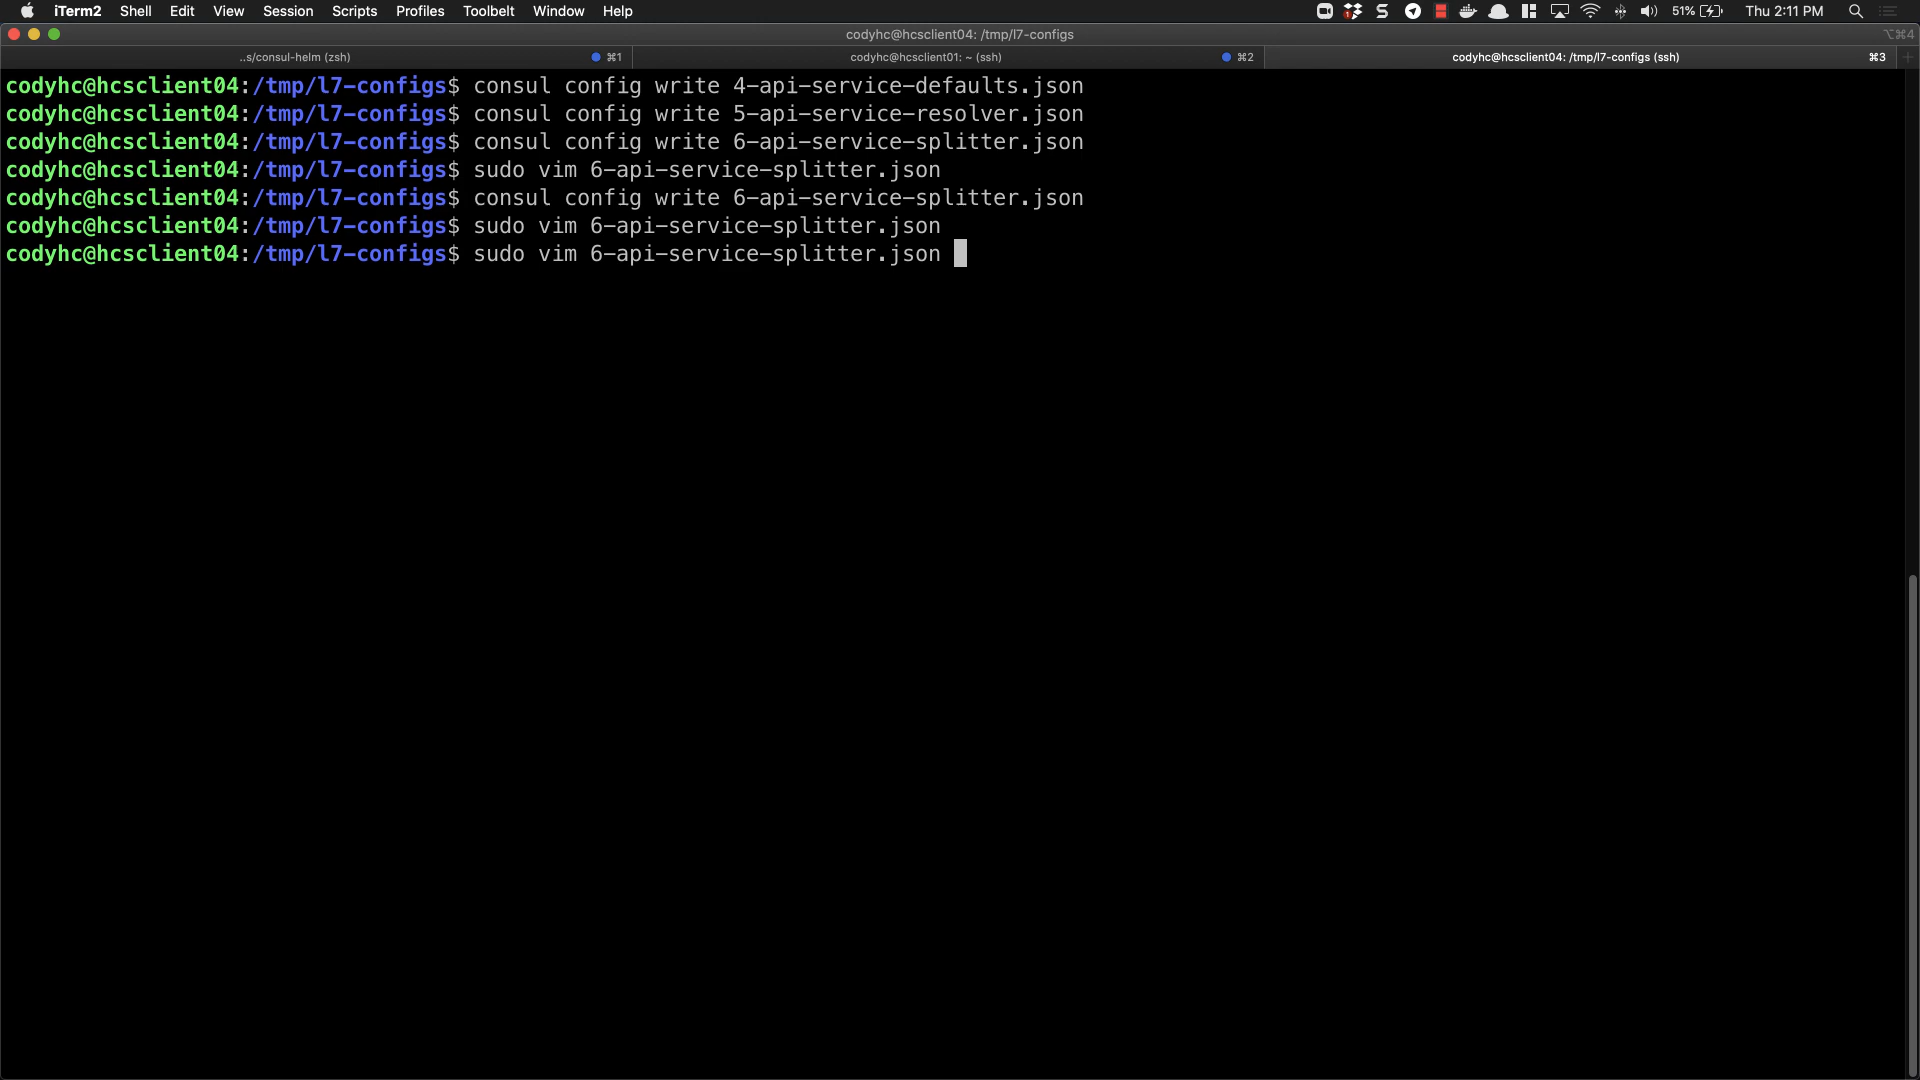 iTerm2 Shell Edit View Session Scripts Profiles Toolbelt Window Help 51% Thu 2:11 PM
codyhc@hcsclient04: /tmp/l7-configs ⌥⌘4
..s/consul-helm (zsh) ⌘1 codyhc@hcsclient01: ~ (ssh) ⌘2 codyhc@hcsclient04: /tmp/l7-configs (ssh) ⌘3
codyhc@hcsclient04:/tmp/l7-configs$ consul config write 4-api-service-defaults.json
codyhc@hcsclient04:/tmp/l7-configs$ consul config write 5-api-service-resolver.json
codyhc@hcsclient04:/tmp/l7-configs$ consul config write 6-api-service-splitter.json
codyhc@hcsclient04:/tmp/l7-configs$ sudo vim 6-api-service-splitter.json
codyhc@hcsclient04:/tmp/l7-configs$ consul config write 6-api-service-splitter.json
codyhc@hcsclient04:/tmp/l7-configs$ sudo vim 6-api-service-splitter.json
codyhc@hcsclient04:/tmp/l7-configs$ sudo vim 6-api-service-splitter.json